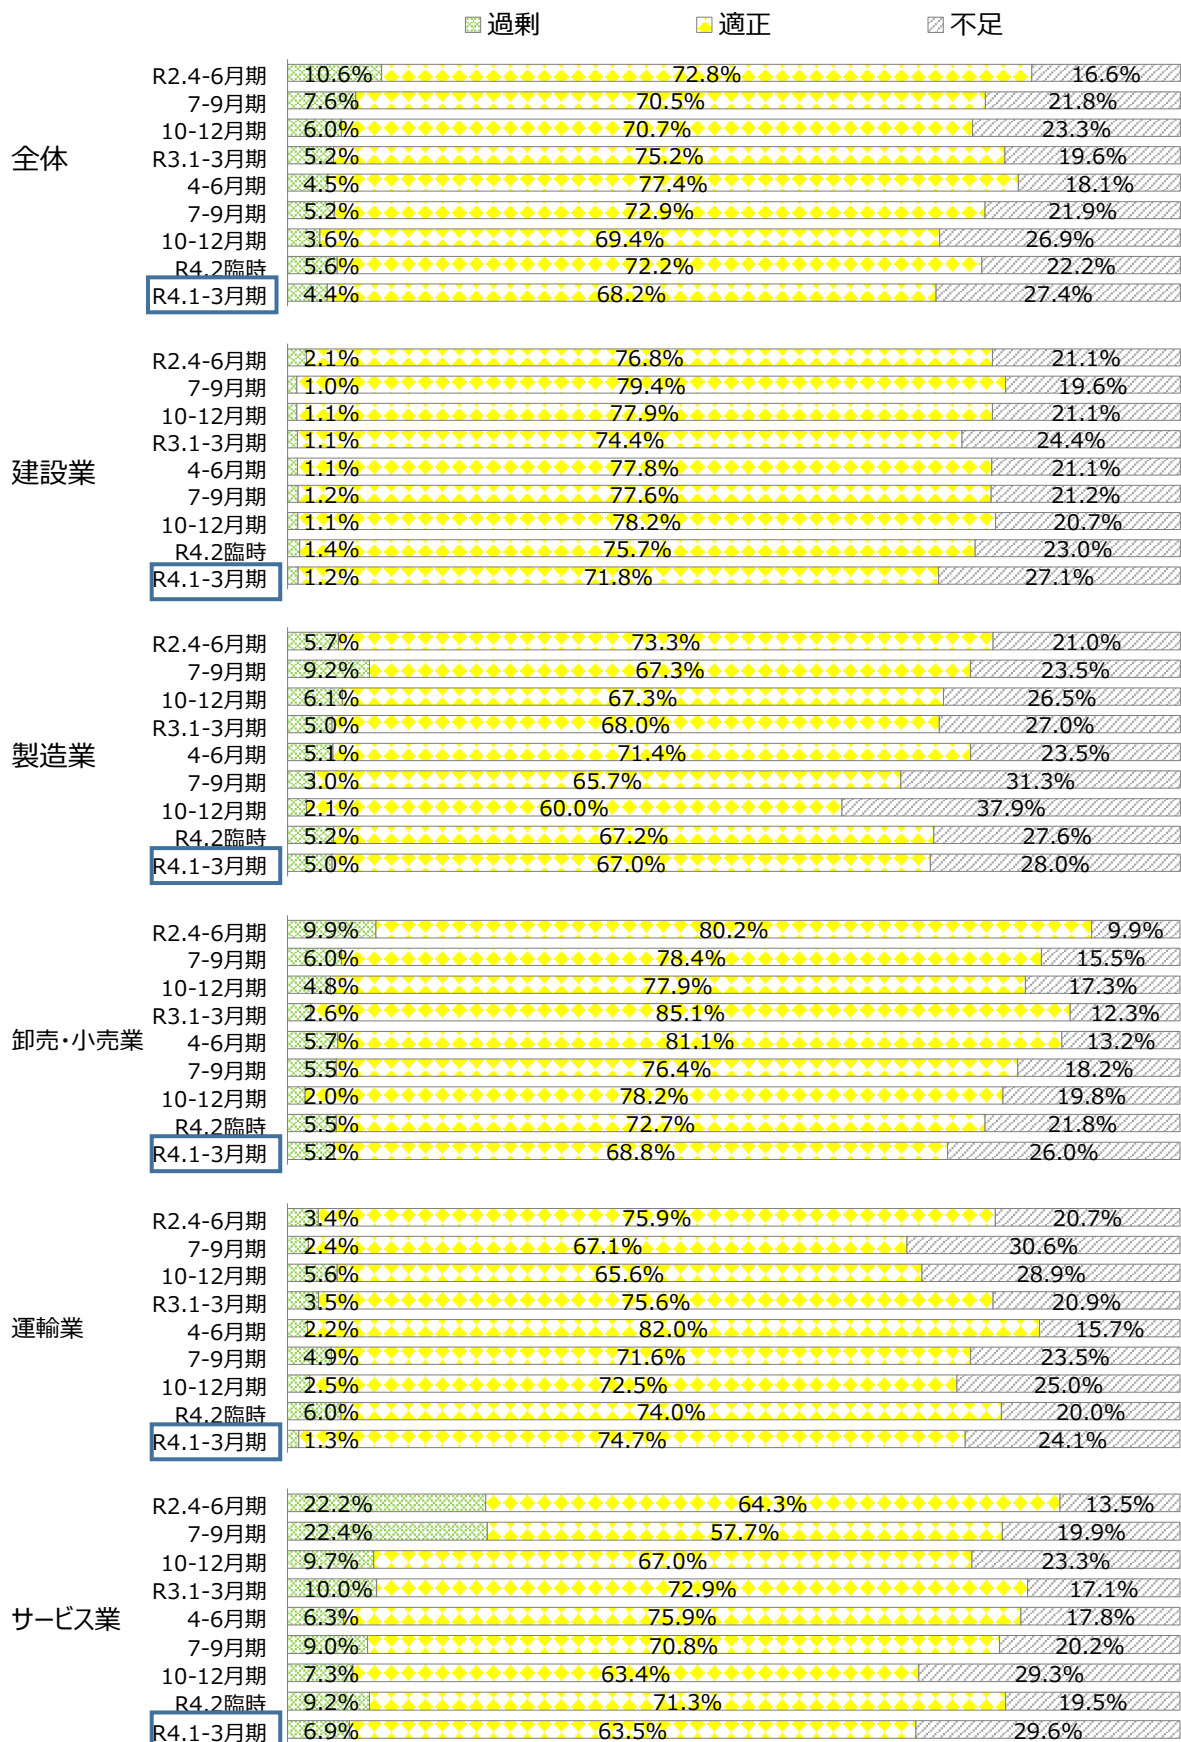 過剰 適正 不足
全体
R2.4-6月期 10.6% 72.8% 16.6%
7-9月期 7.6% 70.5% 21.8%
10-12月期 6.0% 70.7% 23.3%
R3.1-3月期 5.2% 75.2% 19.6%
4-6月期 4.5% 77.4% 18.1%
7-9月期 5.2% 72.9% 21.9%
10-12月期 3.6% 69.4% 26.9%
R4.2臨時 5.6% 72.2% 22.2%
R4.1-3月期 4.4% 68.2% 27.4%
建設業
R2.4-6月期 2.1% 76.8% 21.1%
7-9月期 1.0% 79.4% 19.6%
10-12月期 1.1% 77.9% 21.1%
R3.1-3月期 1.1% 74.4% 24.4%
4-6月期 1.1% 77.8% 21.1%
7-9月期 1.2% 77.6% 21.2%
10-12月期 1.1% 78.2% 20.7%
R4.2臨時 1.4% 75.7% 23.0%
R4.1-3月期 1.2% 71.8% 27.1%
製造業
R2.4-6月期 5.7% 73.3% 21.0%
7-9月期 9.2% 67.3% 23.5%
10-12月期 6.1% 67.3% 26.5%
R3.1-3月期 5.0% 68.0% 27.0%
4-6月期 5.1% 71.4% 23.5%
7-9月期 3.0% 65.7% 31.3%
10-12月期 2.1% 60.0% 37.9%
R4.2臨時 5.2% 67.2% 27.6%
R4.1-3月期 5.0% 67.0% 28.0%
卸売・小売業
R2.4-6月期 9.9% 80.2% 9.9%
7-9月期 6.0% 78.4% 15.5%
10-12月期 4.8% 77.9% 17.3%
R3.1-3月期 2.6% 85.1% 12.3%
4-6月期 5.7% 81.1% 13.2%
7-9月期 5.5% 76.4% 18.2%
10-12月期 2.0% 78.2% 19.8%
R4.2臨時 5.5% 72.7% 21.8%
R4.1-3月期 5.2% 68.8% 26.0%
運輸業
R2.4-6月期 3.4% 75.9% 20.7%
7-9月期 2.4% 67.1% 30.6%
10-12月期 5.6% 65.6% 28.9%
R3.1-3月期 3.5% 75.6% 20.9%
4-6月期 2.2% 82.0% 15.7%
7-9月期 4.9% 71.6% 23.5%
10-12月期 2.5% 72.5% 25.0%
R4.2臨時 6.0% 74.0% 20.0%
R4.1-3月期 1.3% 74.7% 24.1%
サービス業
R2.4-6月期 22.2% 64.3% 13.5%
7-9月期 22.4% 57.7% 19.9%
10-12月期 9.7% 67.0% 23.3%
R3.1-3月期 10.0% 72.9% 17.1%
4-6月期 6.3% 75.9% 17.8%
7-9月期 9.0% 70.8% 20.2%
10-12月期 7.3% 63.4% 29.3%
R4.2臨時 9.2% 71.3% 19.5%
R4.1-3月期 6.9% 63.5% 29.6%